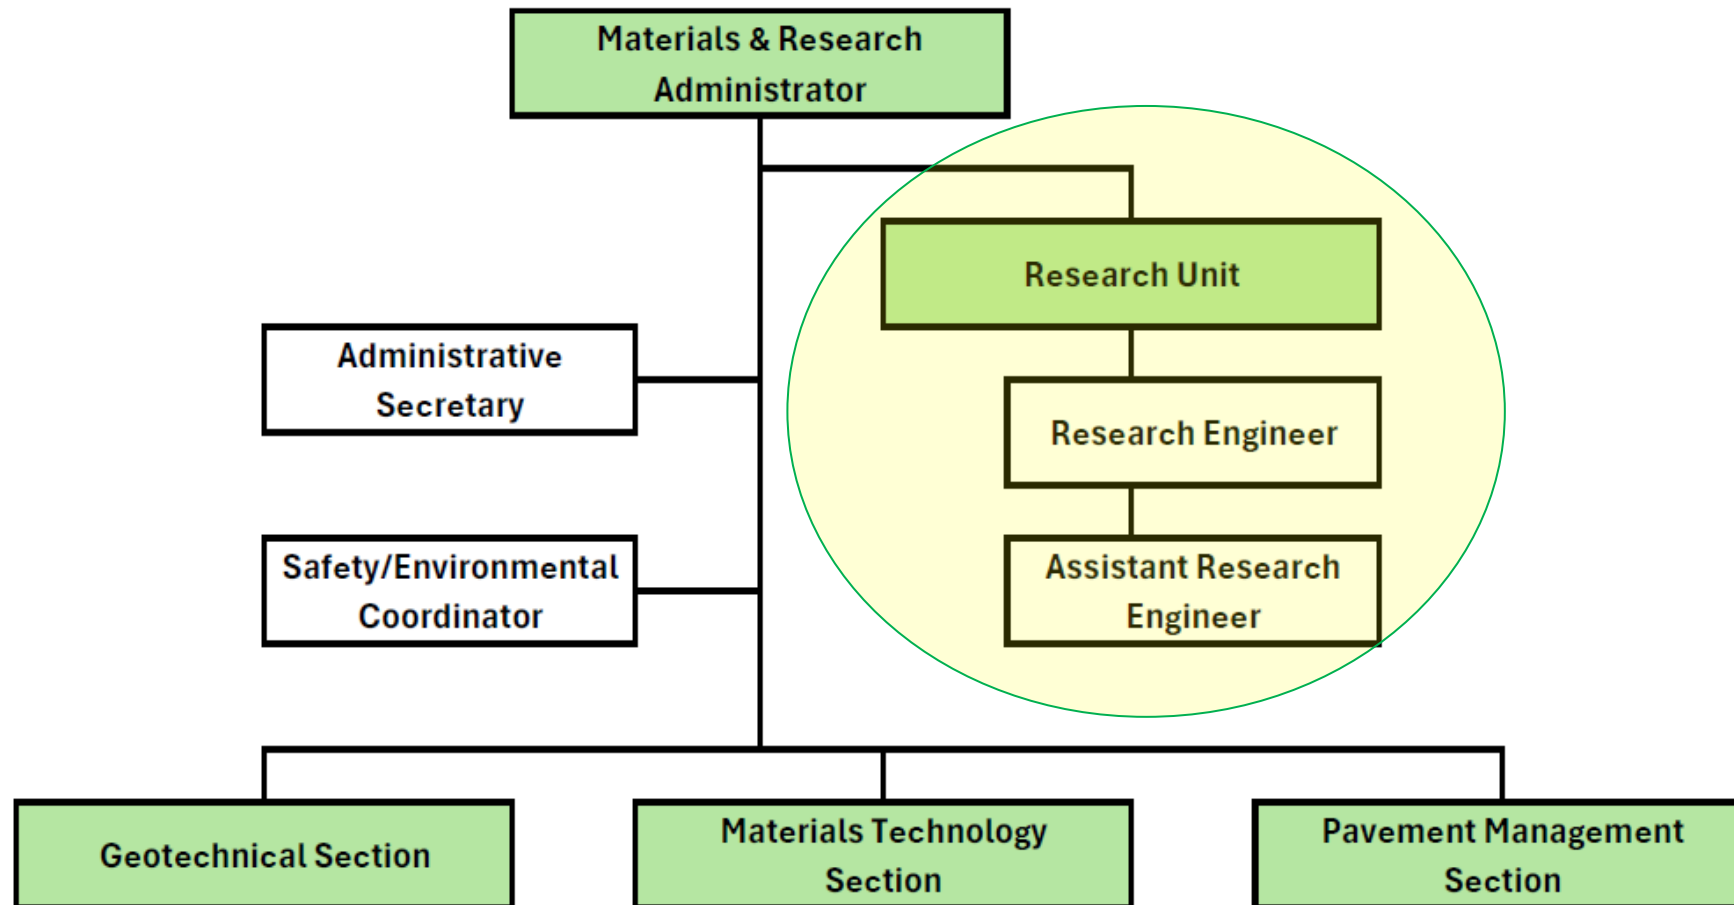 Materials & Research
Administrator
Research Unit
Administrative
Secretary
Research Engineer
Safety/Environmental
Coordinator
Assistant Research
Engineer
Geotechnical Section
Materials Technology
Section
Pavement Management
Section